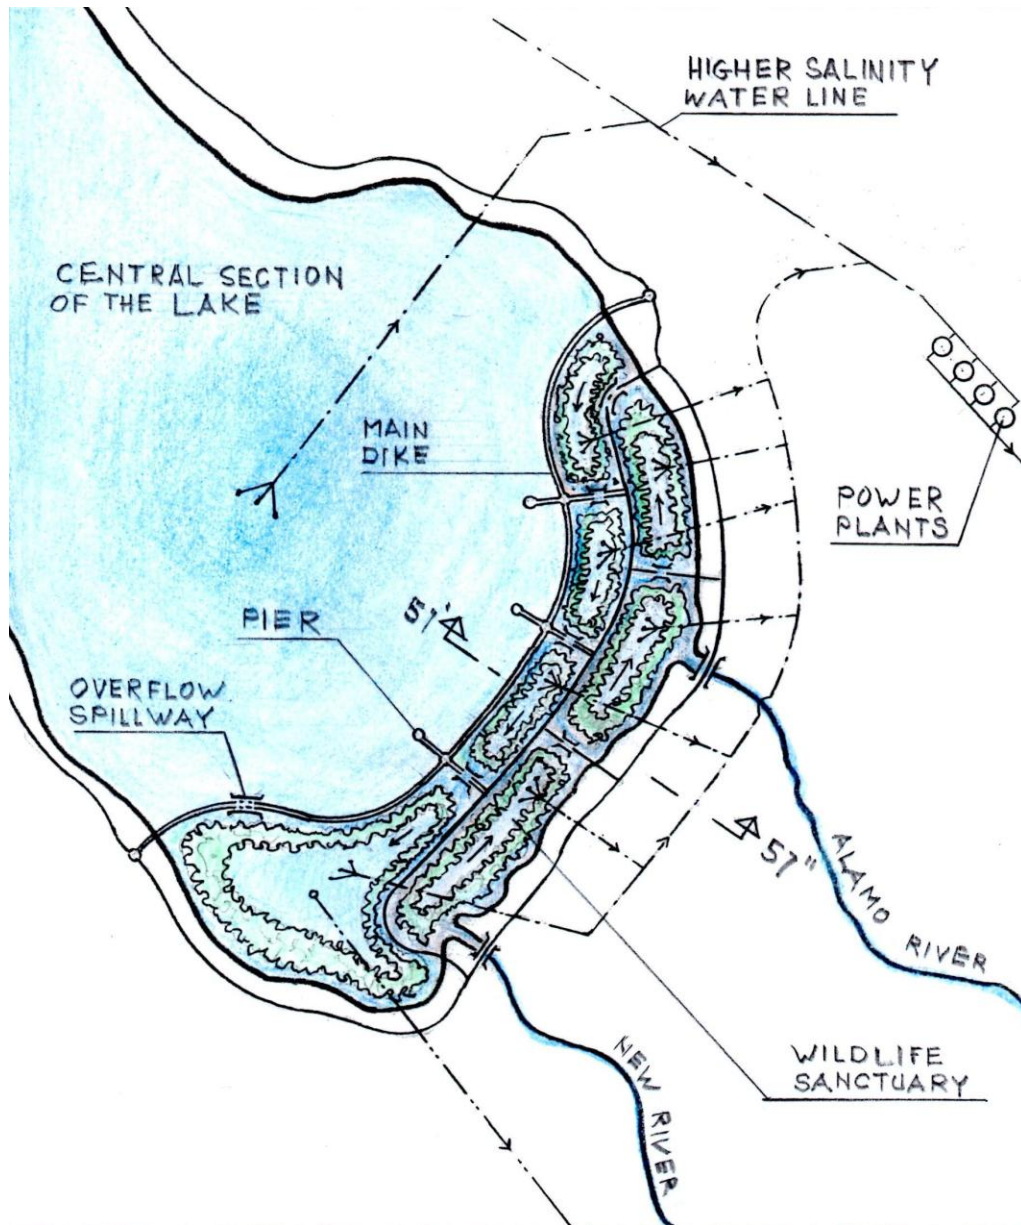 HIGHER SALINITY
WATER LINE
CENTRAL SECTION
OF THE LAKE
MAIN
DIKE
POWER
PLANTS
57'
PIER
OVERFLOW
SPILLWAY
57"
ALAMO RIVER
WILDLIFE
SANCTUARY
NEW RIVER